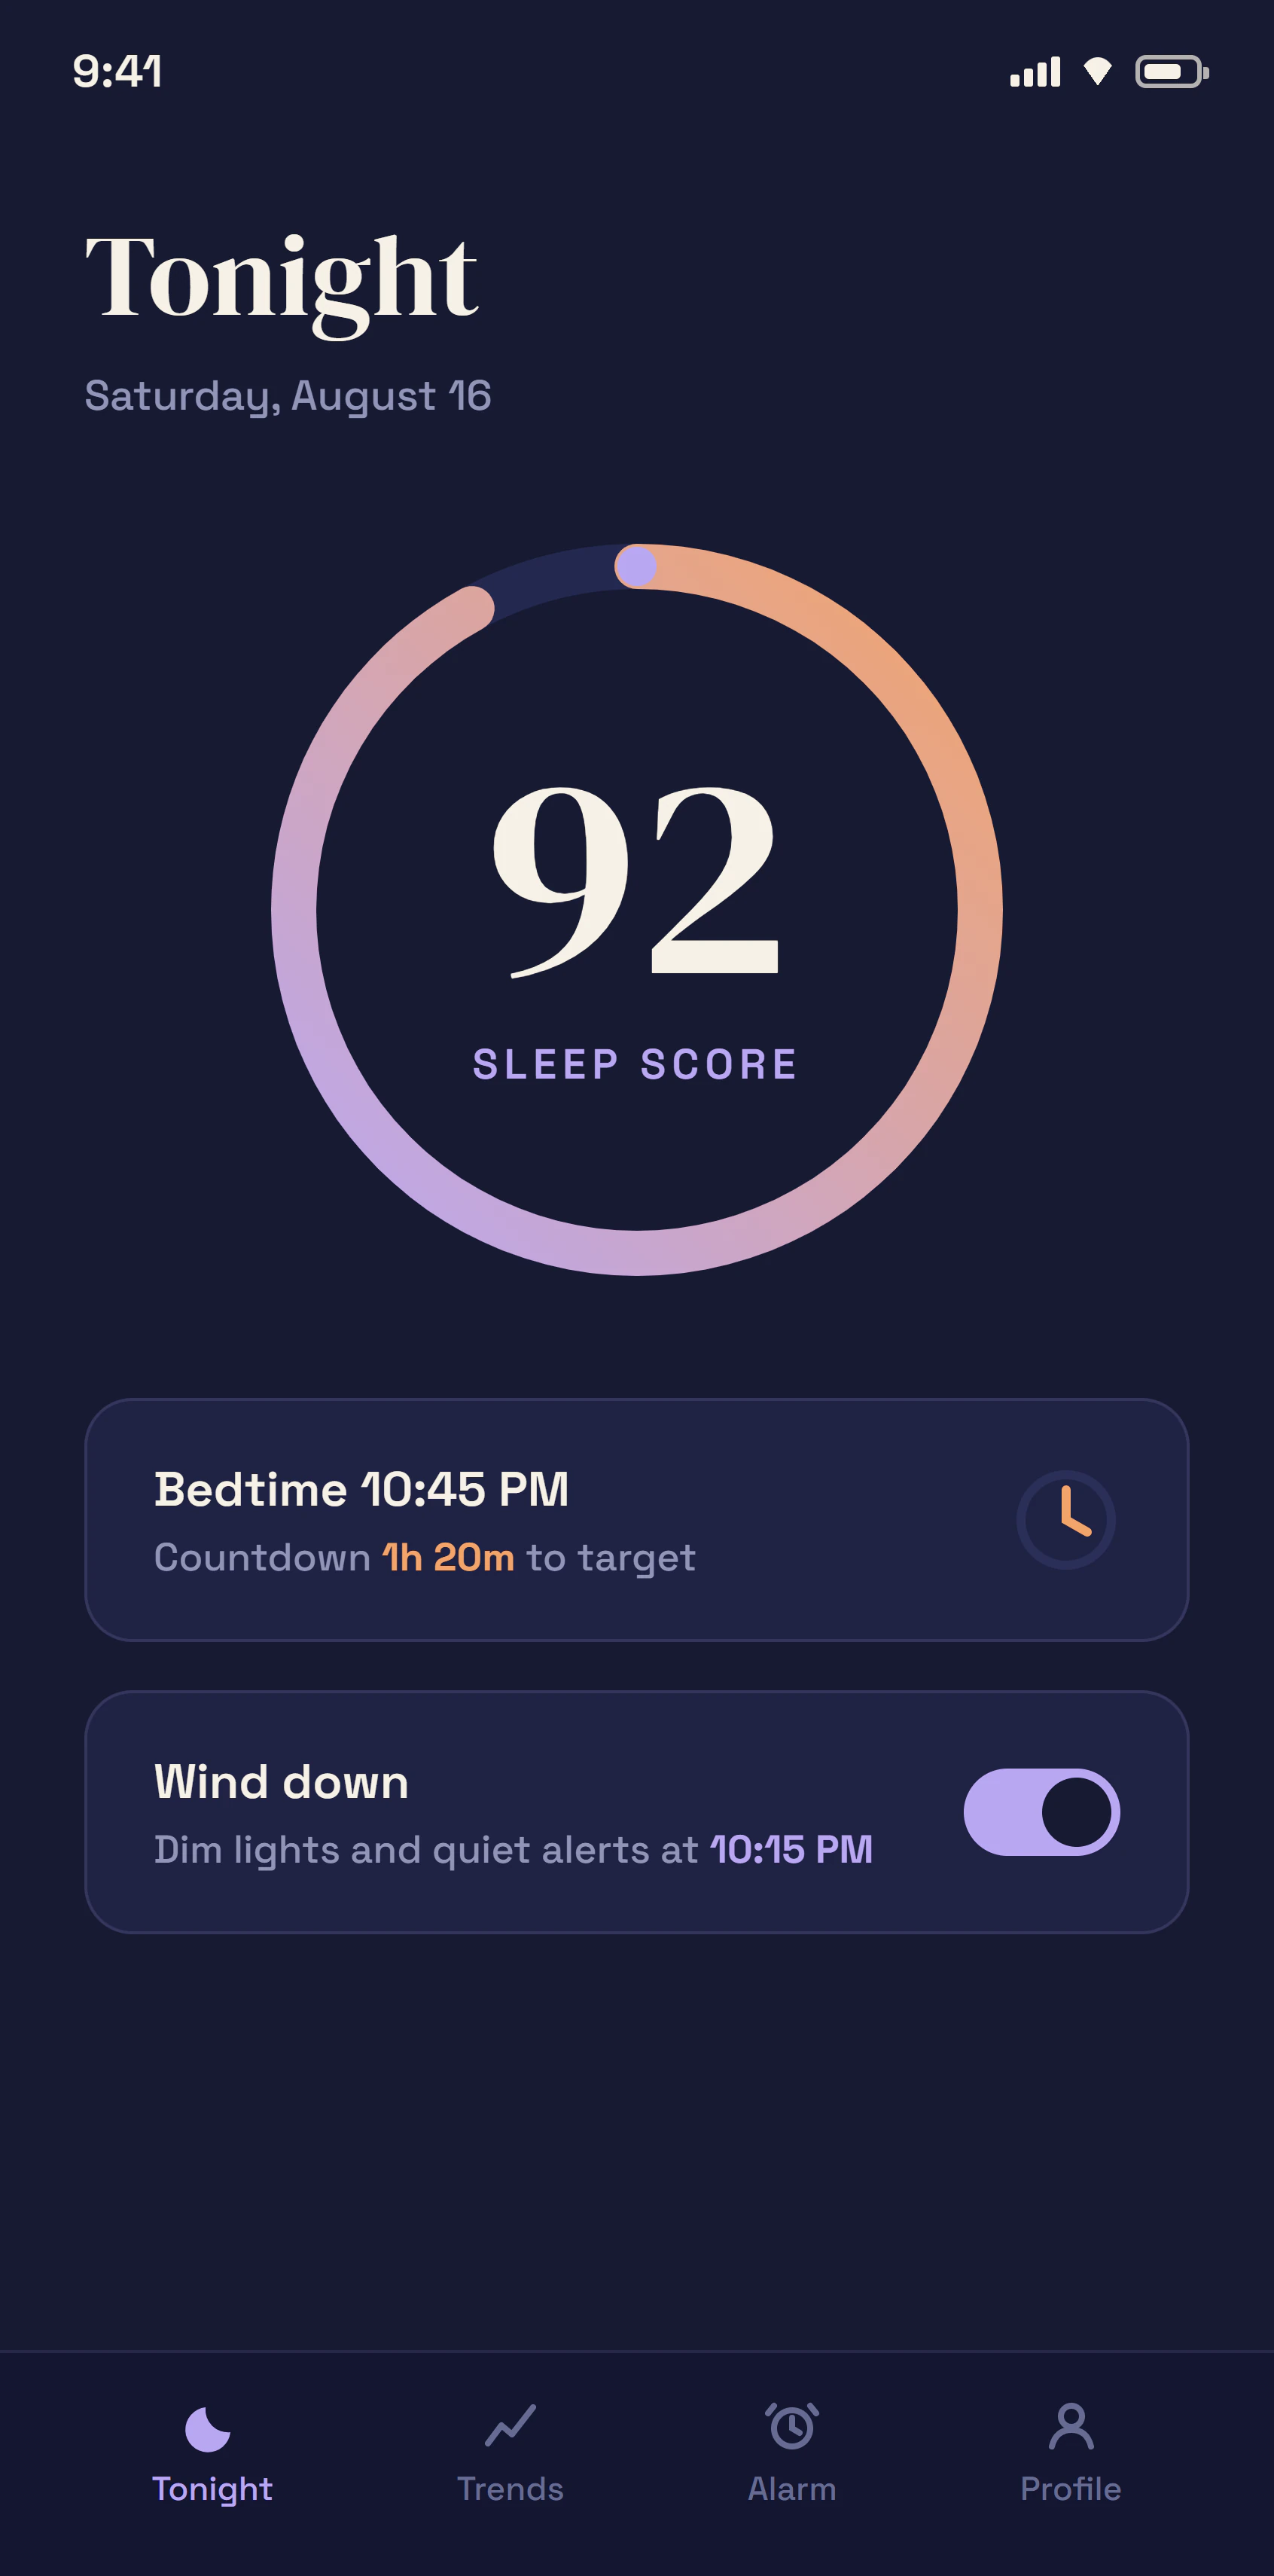 9:41
Tonight
Saturday, August 16
92
SLEEP SCORE
Bedtime 10:45 PM
Countdown 1h 20m to target
Wind down
Dim lights and quiet alerts at 10:15 PM
Tonight
Trends
Alarm
Profile